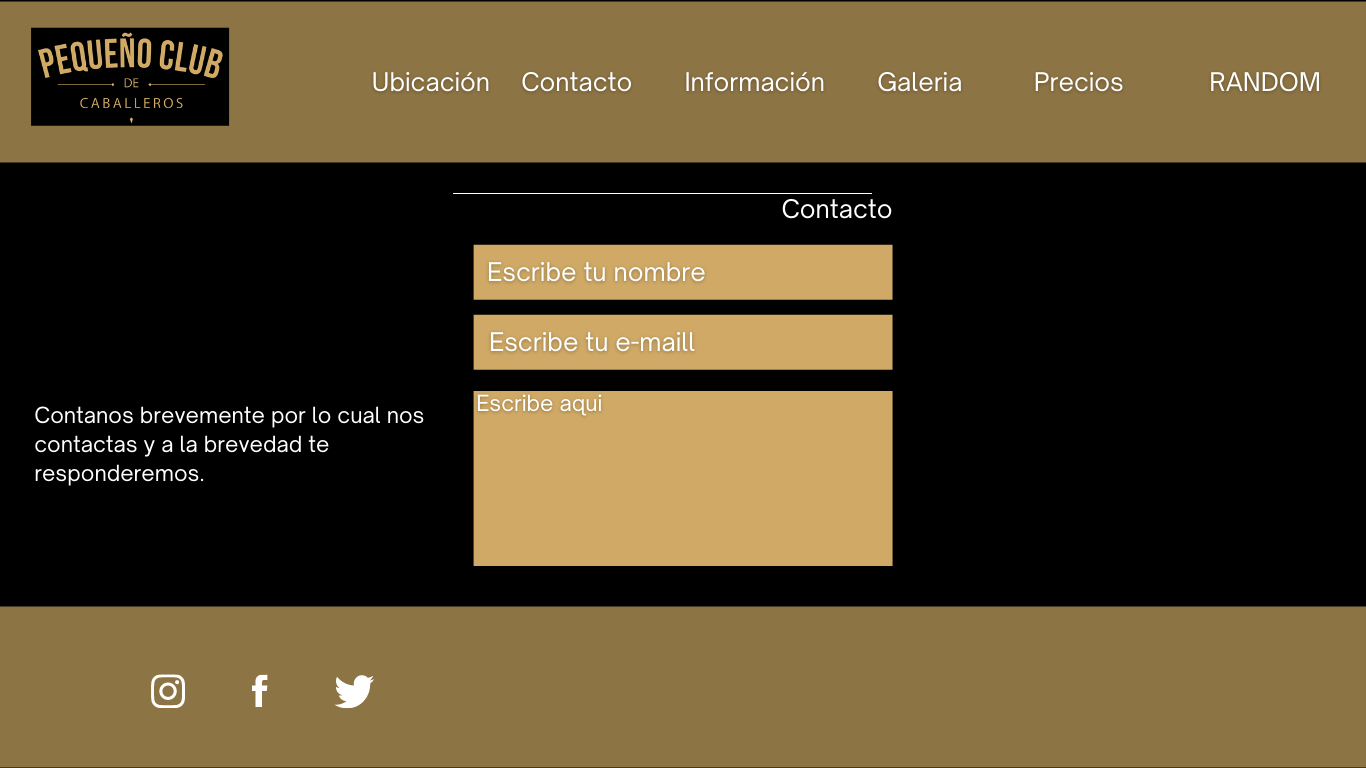 PEQUEÑO CLUB
DE
CABALLEROS
Ubicación Contacto Información Galeria Precios RANDOM
Contacto
Escribe tu nombre
Escribe tu e-maill
Escribe aqui
Contanos brevemente por lo cual nos
contactas y a la brevedad te
responderemos.